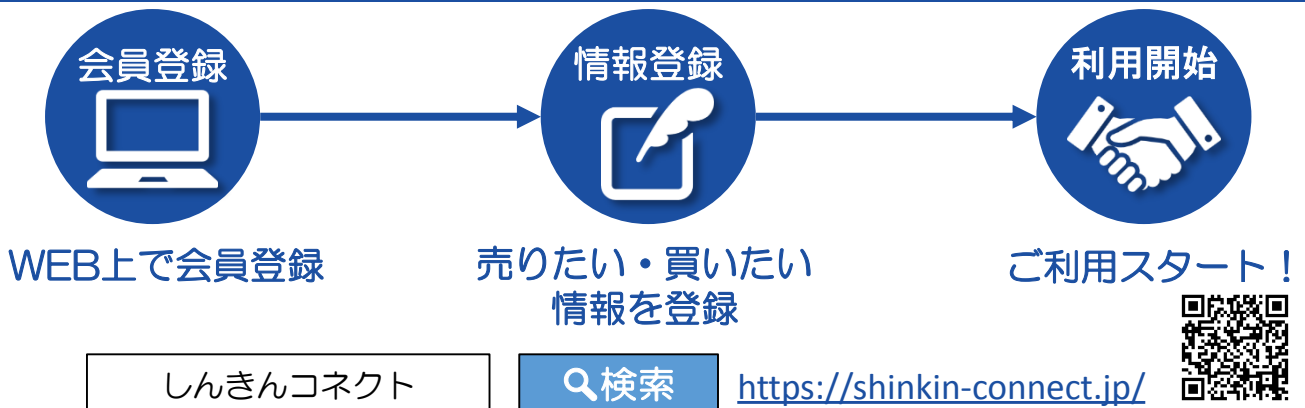 会員登録
情報登録
利用開始
WEB上で会員登録
売りたい・買いたい
情報を登録
ご利用スタート！
しんきんコネクト
検索
https://shinkin-connect.jp/